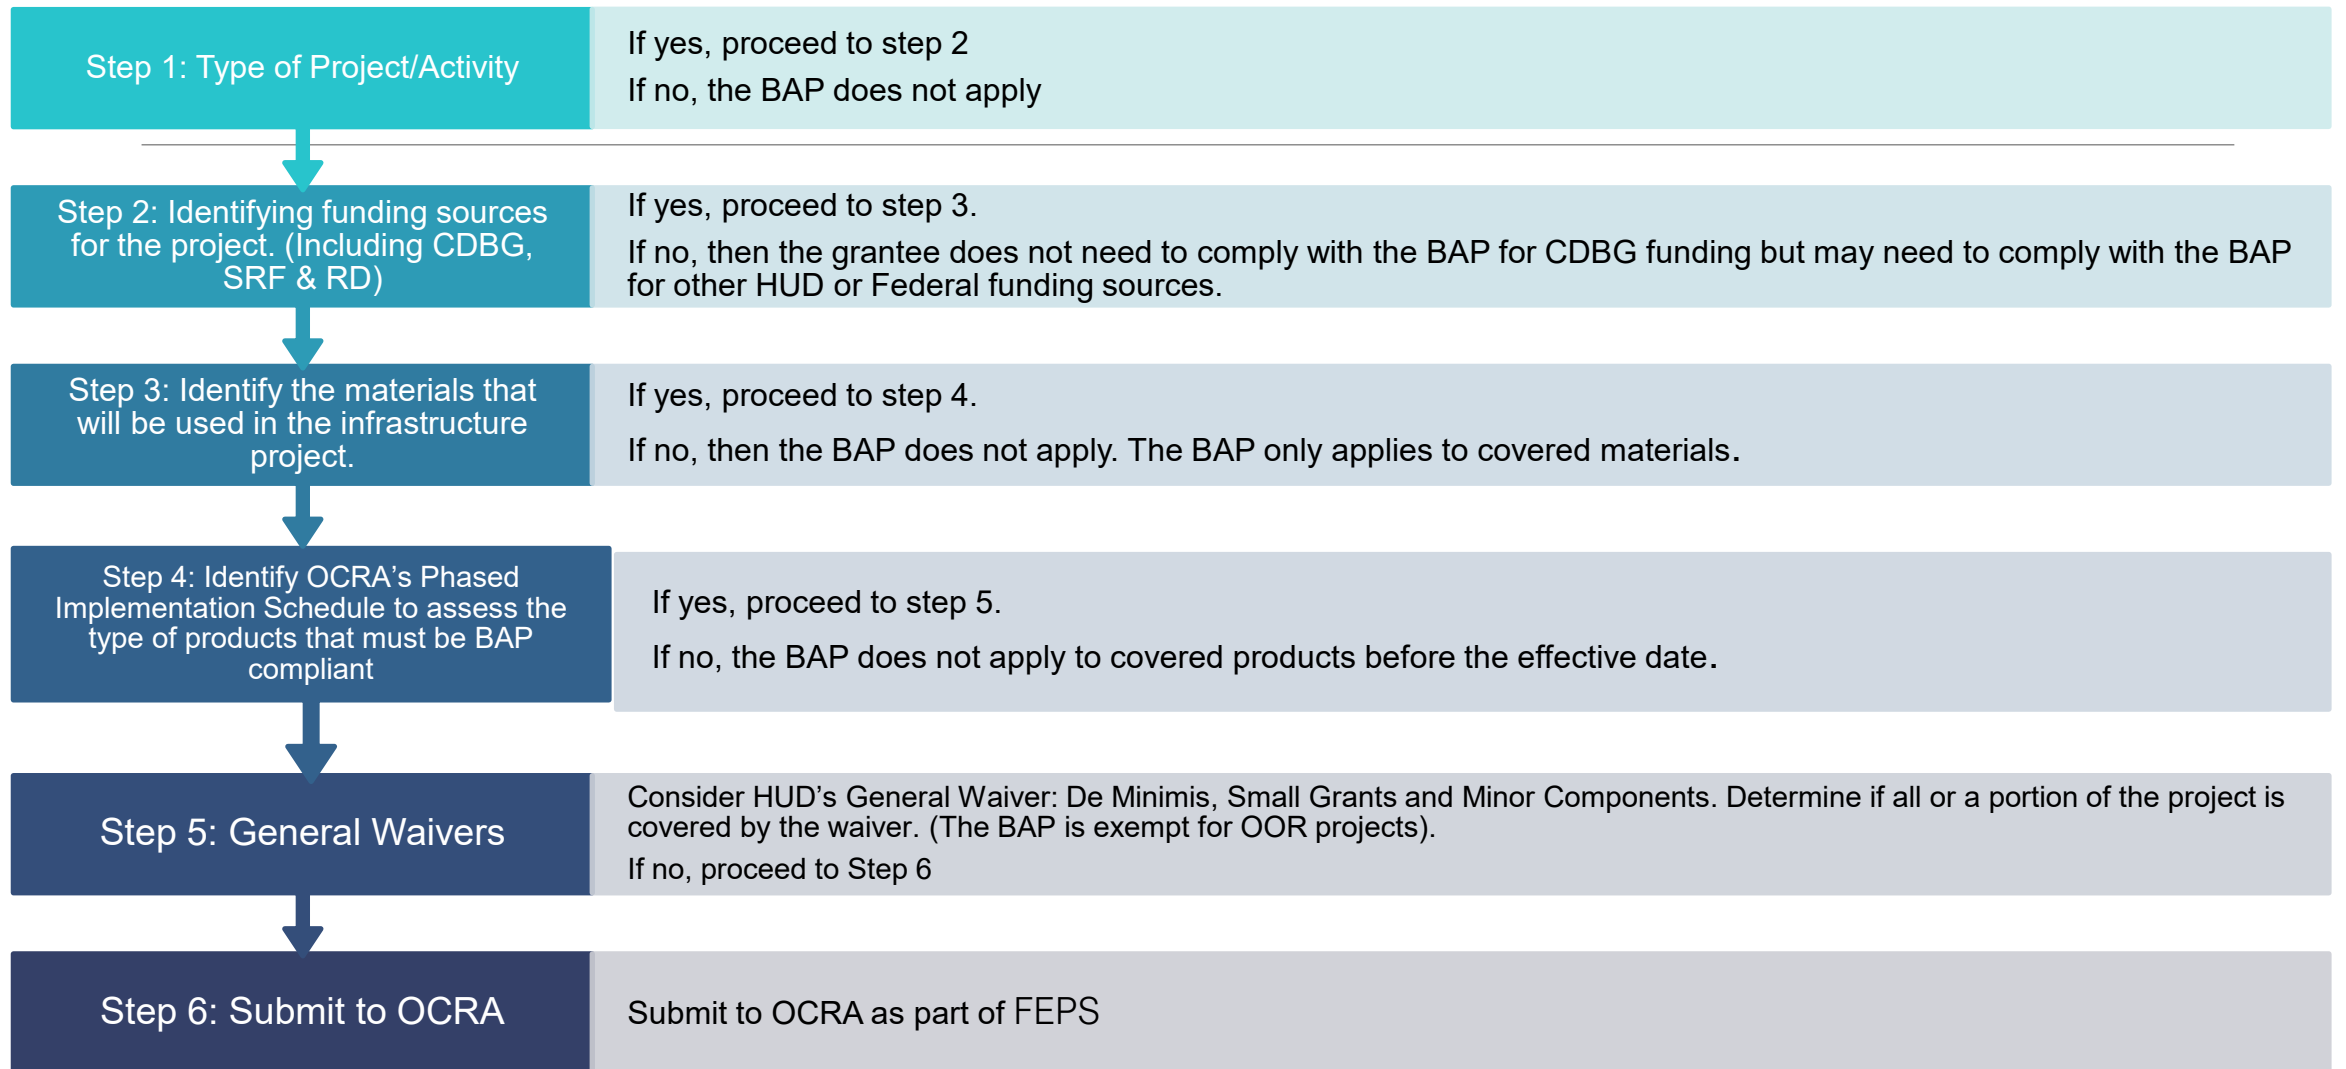 Step 1: Type of Project/Activity
If yes, proceed to step 2
If no, the BAP does not apply
Step 2: Identifying funding sources
for the project. (Including CDBG,
SRF & RD)
If yes, proceed to step 3.
If no, then the grantee does not need to comply with the BAP for CDBG funding but may need to comply with the BAP
for other HUD or Federal funding sources.
Step 3: Identify the materials that
will be used in the infrastructure
project.
If yes, proceed to step 4.
If no, then the BAP does not apply. The BAP only applies to covered materials.
Step 4: Identify OCRA’s Phased
Implementation Schedule to assess the
type of products that must be BAP
compliant
If yes, proceed to step 5.
If no, the BAP does not apply to covered products before the effective date.
Step 5: General Waivers
Consider HUD’s General Waiver: De Minimis, Small Grants and Minor Components. Determine if all or a portion of the project is
covered by the waiver. (The BAP is exempt for OOR projects).
If no, proceed to Step 6
Step 6: Submit to OCRA
Submit to OCRA as part of FEPS